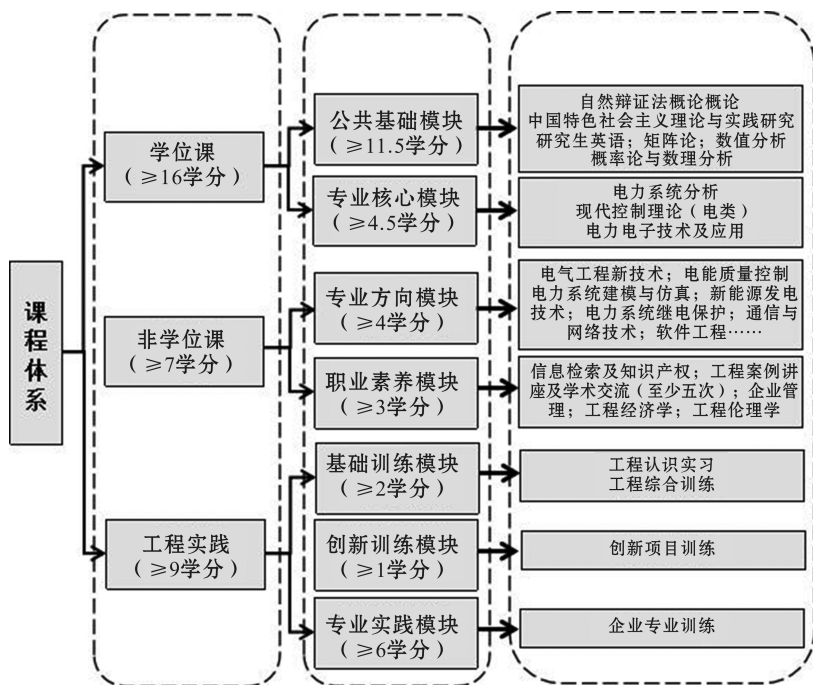 课程体系
学位课
（≥16学分）
公共基础模块
（≥11.5学分）
自然辩证法概论概论
中国特色社会主义理论与实践研究
研究生英语；矩阵论；数值分析
概率论与数理分析
专业核心模块
（≥4.5学分）
电力系统分析
现代控制理论（电类）
电力电子技术及应用
非学位课
（≥7学分）
专业方向模块
（≥4学分）
电气工程新技术；电能质量控制
电力系统建模与仿真；新能源发电
技术；电力系统继电保护；通信与
网络技术；软件工程……
职业素养模块
（≥3学分）
信息检索及知识产权；工程案例讲
座及学术交流（至少五次）；企业管
理；工程经济学；工程伦理学
工程实践
（≥9学分）
基础训练模块
（≥2学分）
工程认识实习
工程综合训练
创新训练模块
（≥1学分）
创新项目训练
专业实践模块
（≥6学分）
企业专业训练